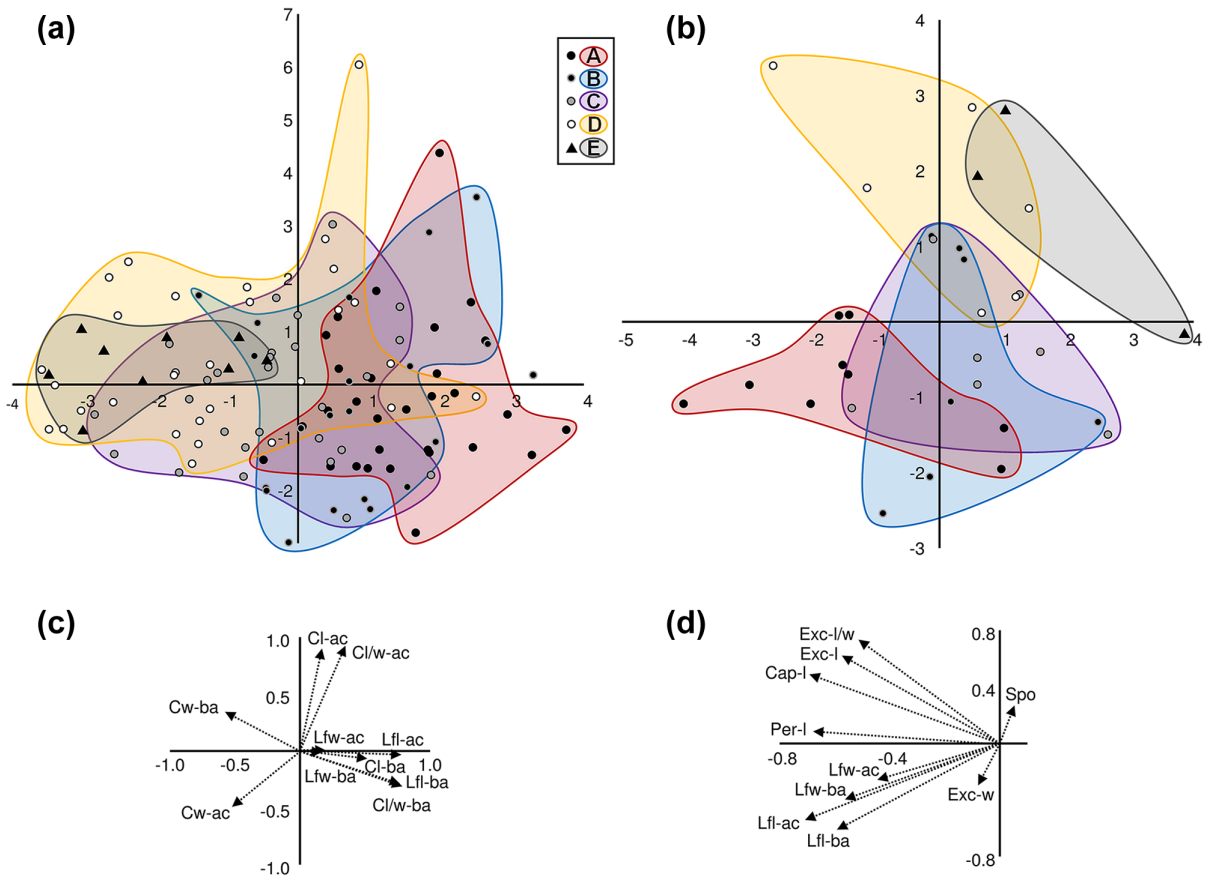 (a)
7
6
5
4
3
2
1
-1
-2
-4
-3
-2
-1
1
2
3
4
A
B
C
D
E
(b)
4
3
2
1
-1
-2
-3
-5
-4
-3
-2
-1
1
2
3
4
(c)
1.0
Cl-ac
Cl/w-ac
0.5
Cw-ba
Lfw-ac
Lfl-ac
-1.0
-0.5
Cl-ba
1.0
Lfw-ba
Lfl-ba
Cw-ac
-0.5
Cl/w-ba
-1.0
(d)
0.8
Exc-l/w
Exc-l
Cap-l
0.4
Spo
Per-l
-0.8
-0.4
Lfw-ac
Lfw-ba
Exc-w
Lfl-ac
Lfl-ba
-0.8